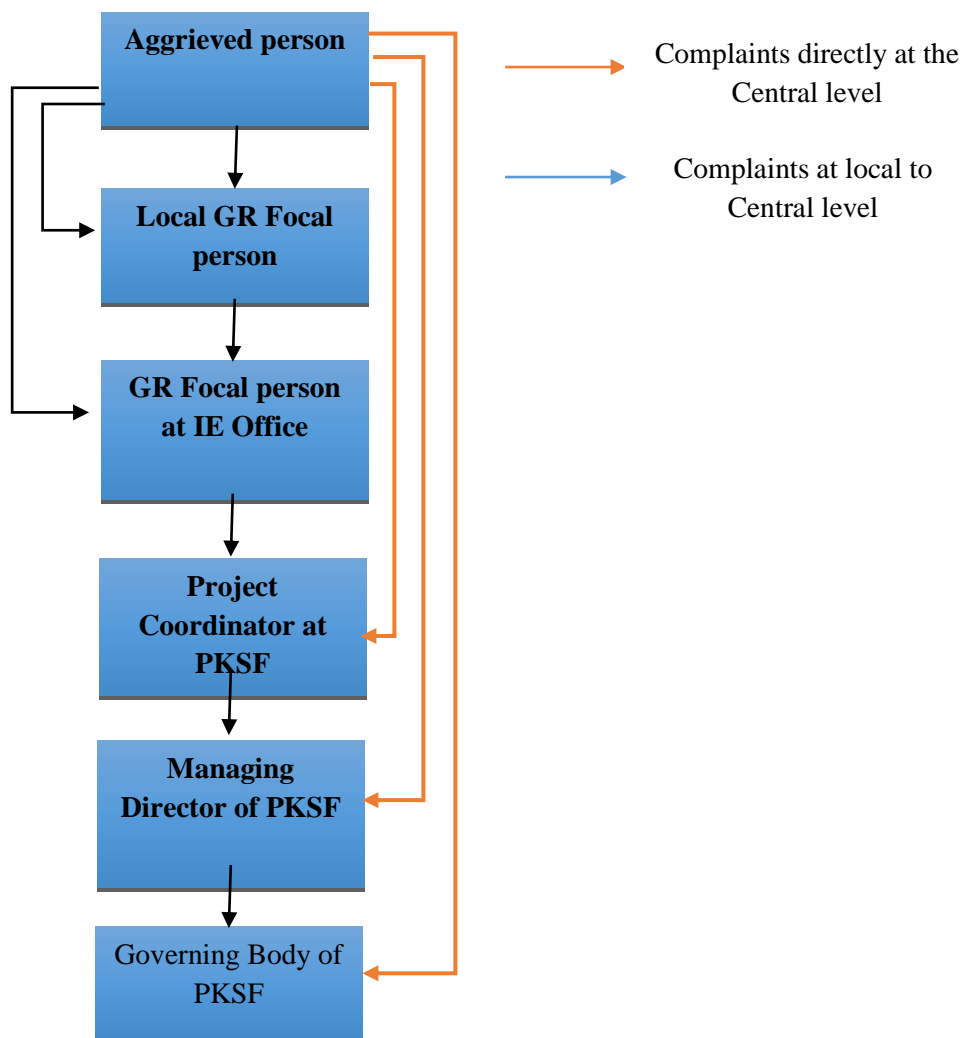 Aggrieved person
Complaints directly at the
Central level
Complaints at local to
Central level
Local GR Focal
person
GR Focal person
at IE Office
Project
Coordinator at
PKSF
Managing
Director of PKSF
Governing Body of
PKSF